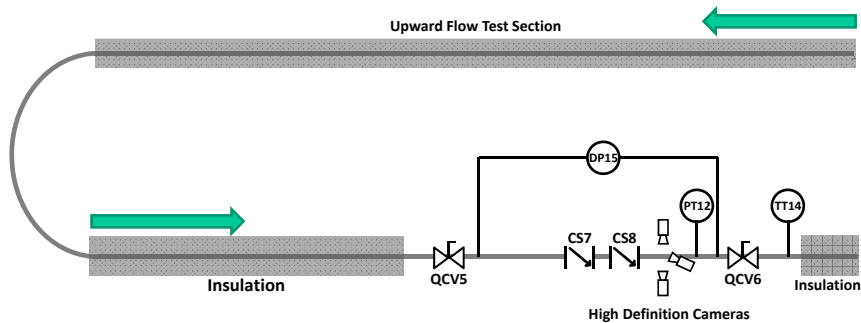 Upward Flow Test Section
DP15
PT12
TT14
CS7
CS8
QCV5
QCV6
Insulation
Insulation
High Definition Cameras